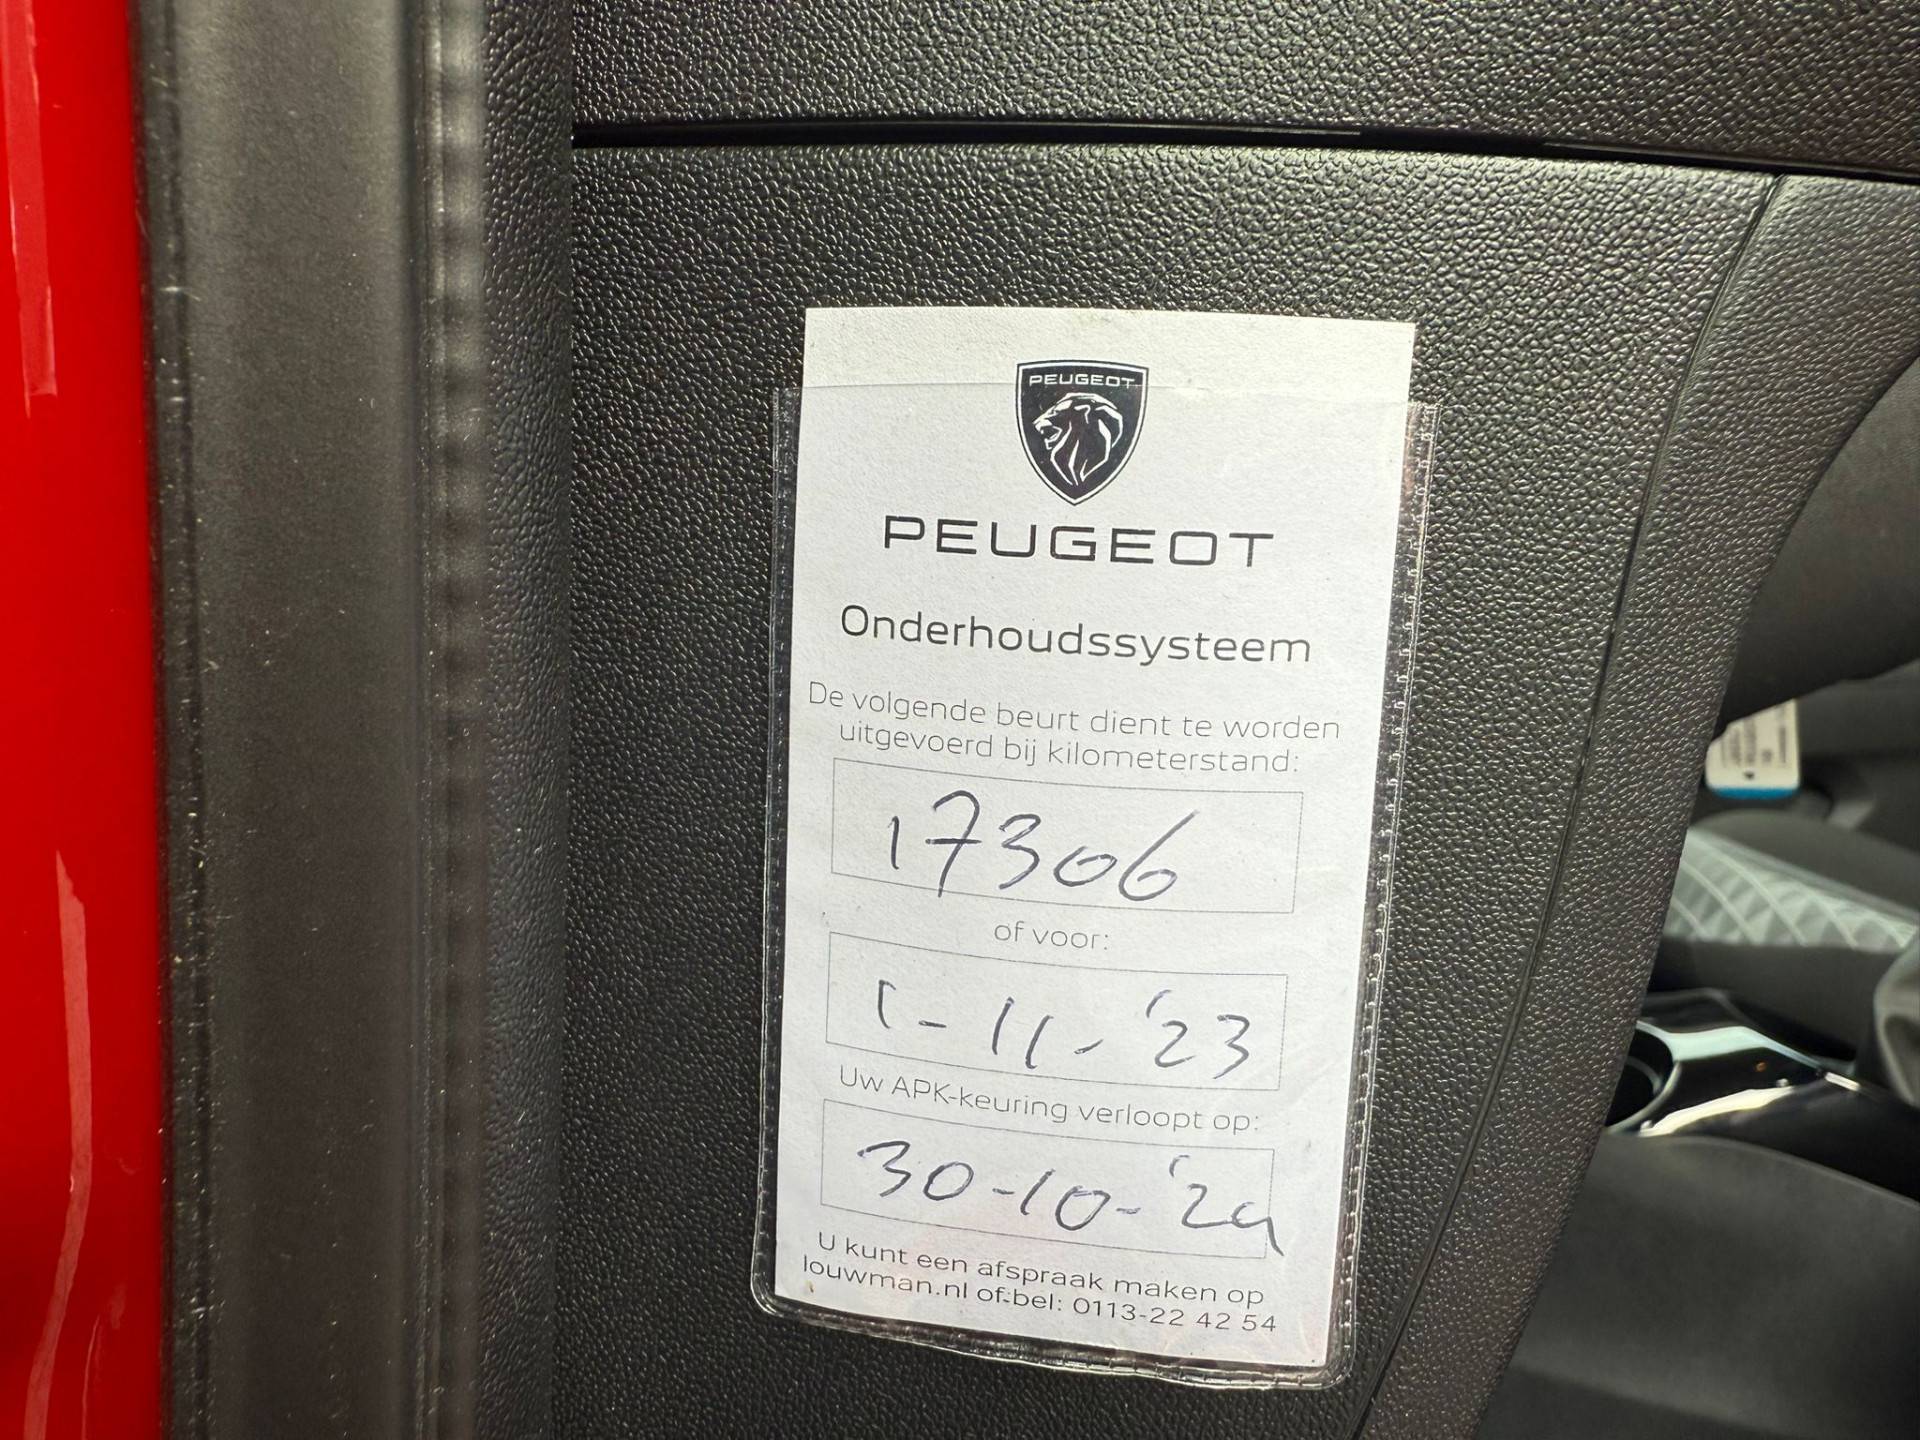 PEUGEOT
PEUGEOT
Onderhoudssysteem
De volgende beurt dient te worden
uitgevoerd bij kilometerstand:
17306
of voor:
1-11-'23
Uw APK-keuring verloopt op:
30-10-'24
U kunt een afspraak maken op
louwman.nl of bel: 0113-22 42 54